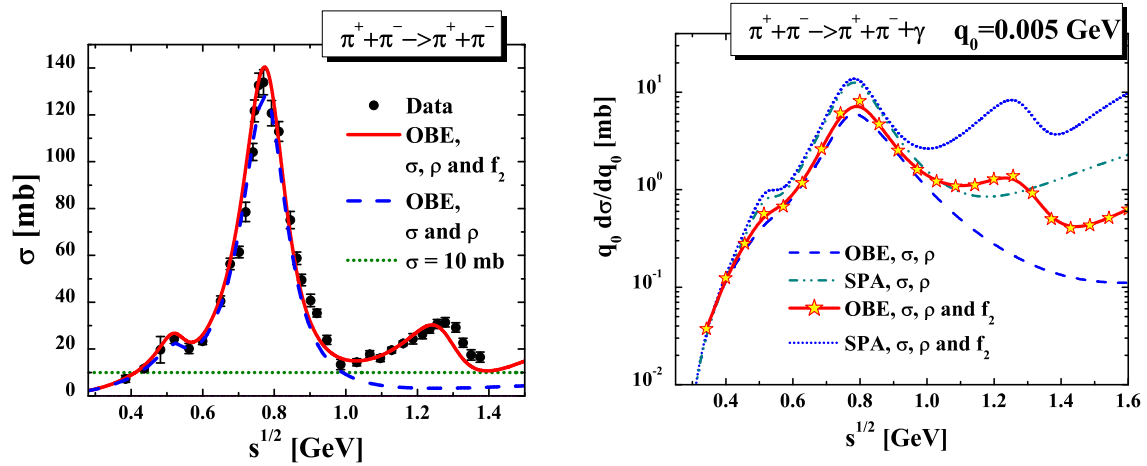 π⁺+π⁻−>π⁺+π⁻
σ [mb]
140
120
100
80
60
40
20
0
Data
OBE,
σ, ρ and f₂
OBE,
σ and ρ
σ = 10 mb
0.4 0.6 0.8 1.0 1.2 1.4
s^1/2 [GeV]
π⁺+π⁻−>π⁺+π⁻+γ q₀=0.005 GeV
q₀ dσ/dq₀ [mb]
10¹
10⁰
10⁻¹
10⁻²
OBE, σ, ρ
SPA, σ, ρ
OBE, σ, ρ and f₂
SPA, σ, ρ and f₂
0.4 0.6 0.8 1.0 1.2 1.4 1.6
s^1/2 [GeV]